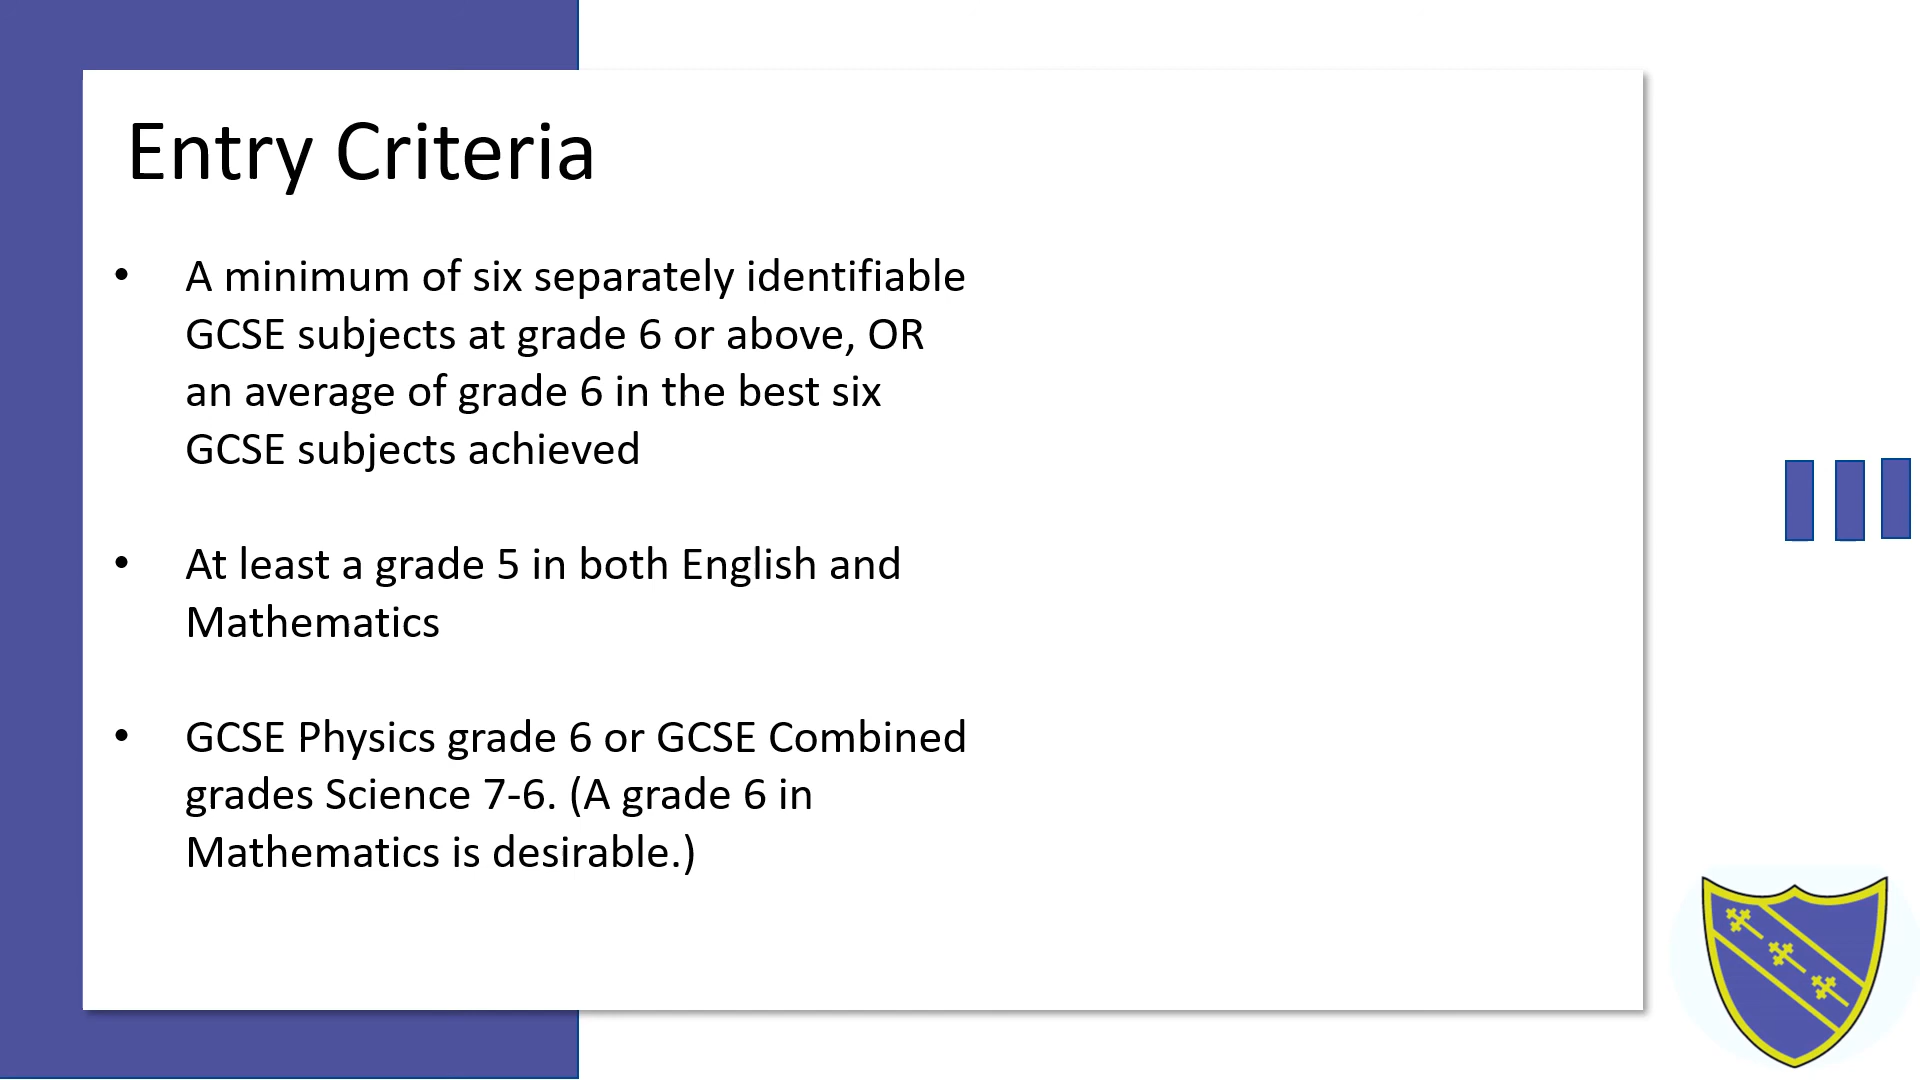 Entry Criteria
• A minimum of six separately identifiable
GCSE subjects at grade 6 or above, OR
an average of grade 6 in the best six
GCSE subjects achieved
• At least a grade 5 in both English and
Mathematics
• GCSE Physics grade 6 or GCSE Combined
grades Science 7-6. (A grade 6 in
Mathematics is desirable.)